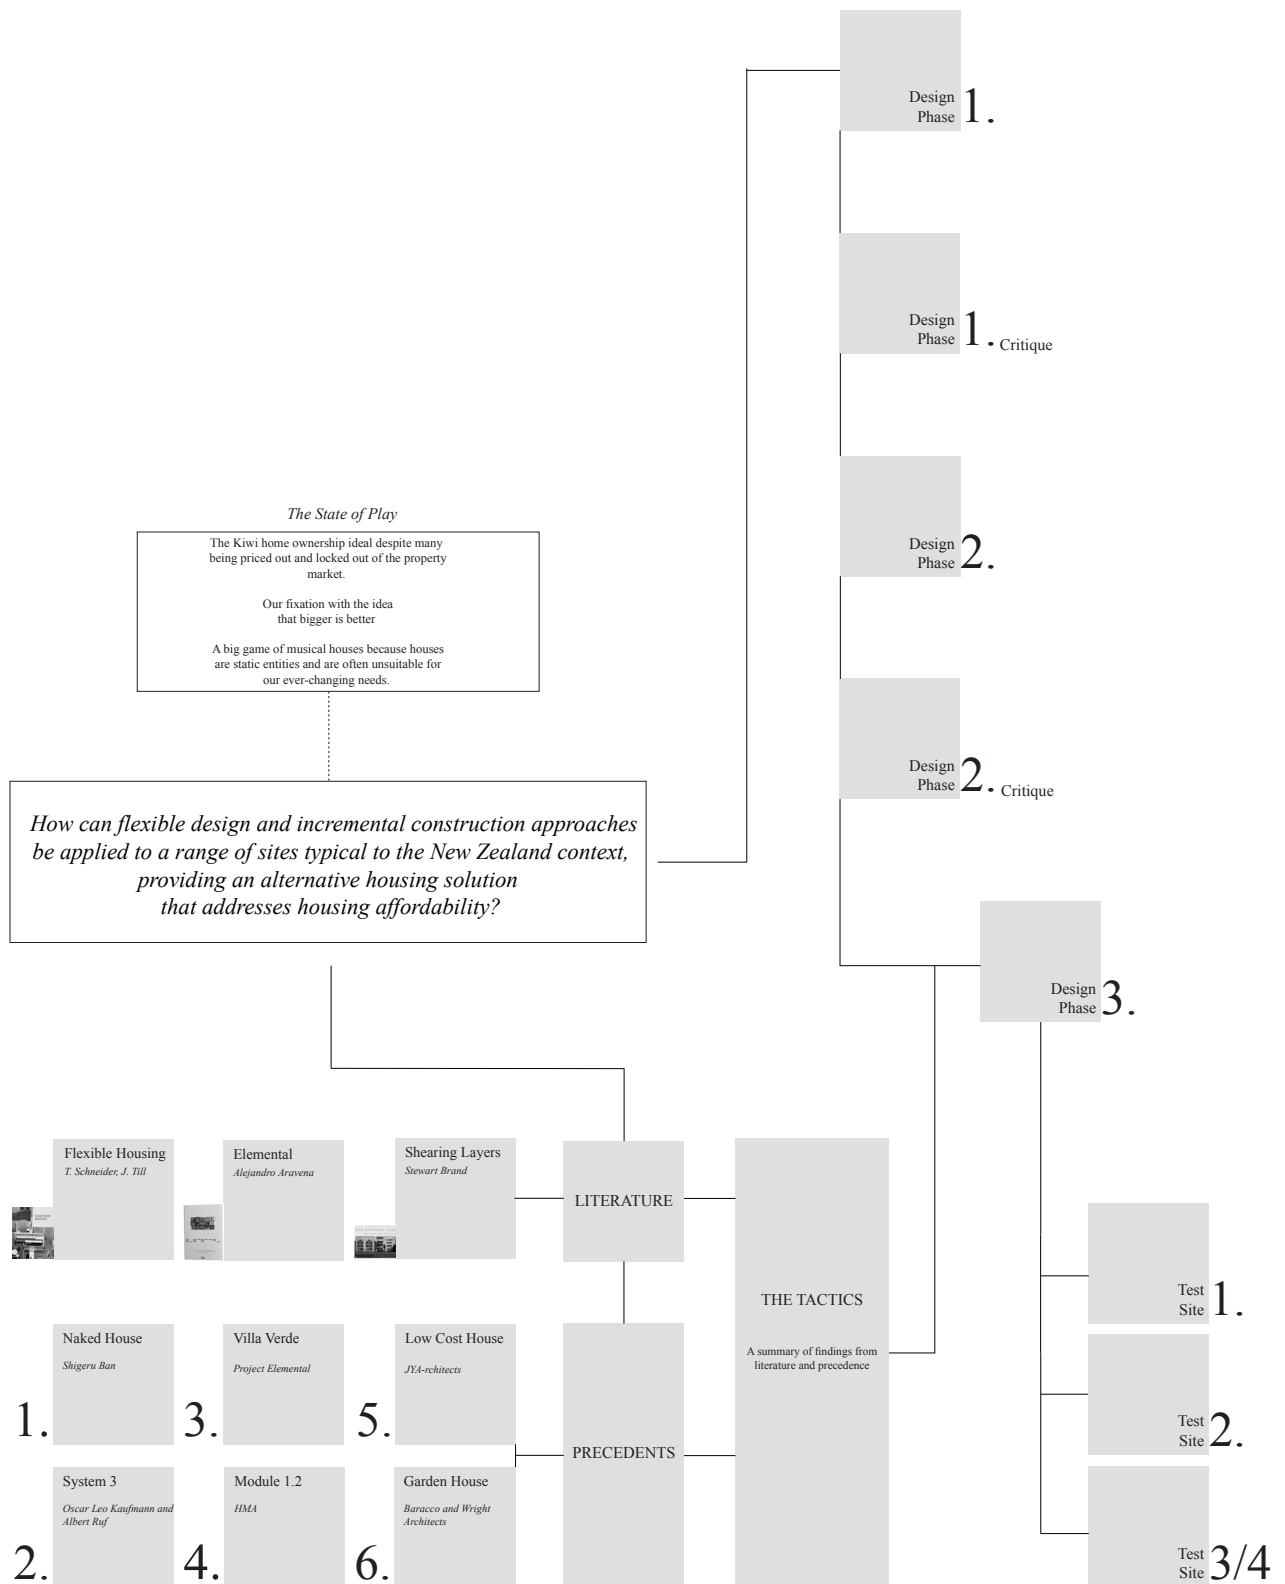 Design
Phase 1.
Design
Phase 1. Critique
Design
Phase 2.
Design
Phase 2. Critique
The State of Play
The Kiwi home ownership ideal despite many
being priced out and locked out of the property
market.
Our fixation with the idea
that bigger is better
A big game of musical houses because houses
are static entities and are often unsuitable for
our ever-changing needs.
How can flexible design and incremental construction approaches
be applied to a range of sites typical to the New Zealand context,
providing an alternative housing solution
that addresses housing affordability?
Design
Phase 3.
Flexible Housing
T. Schneider, J. Till
Elemental
Alejandro Aravena
Shearing Layers
Stewart Brand
LITERATURE
THE TACTICS
A summary of findings from
literature and precedence
Naked House
Shigeru Ban
1.
Villa Verde
Project Elemental
3.
Low Cost House
JYA-rchitects
5.
PRECEDENTS
System 3
Oscar Leo Kaufmann and
Albert Ruf
2.
Module 1.2
HMA
4.
Garden House
Baracco and Wright
Architects
6.
Test
Site 1.
Test
Site 2.
Test
Site 3/4